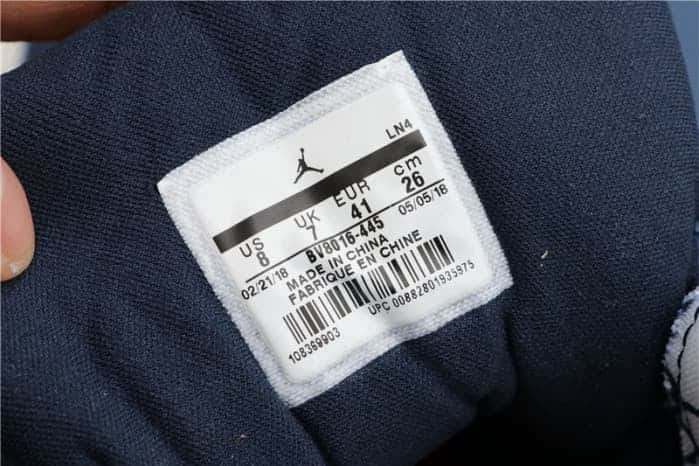 LN4
US UK EUR cm
8 7 41 26
02/21/18 BV8016-445 05/05/18
MADE IN CHINA
FABRIQUE EN CHINE
108369903 UPC 00882801935975